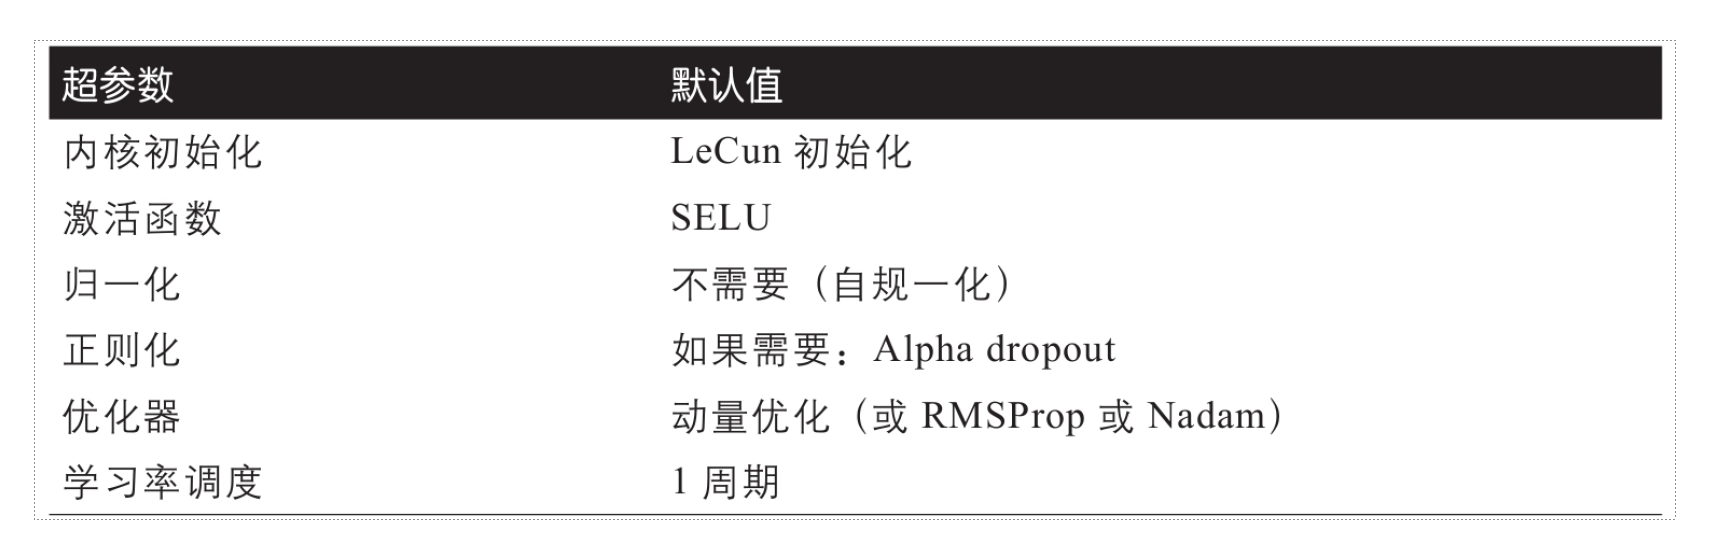 超参数 默认值
内核初始化 LeCun 初始化
激活函数 SELU
归一化 不需要（自规一化）
正则化 如果需要：Alpha dropout
优化器 动量优化（或 RMSProp 或 Nadam）
学习率调度 1 周期